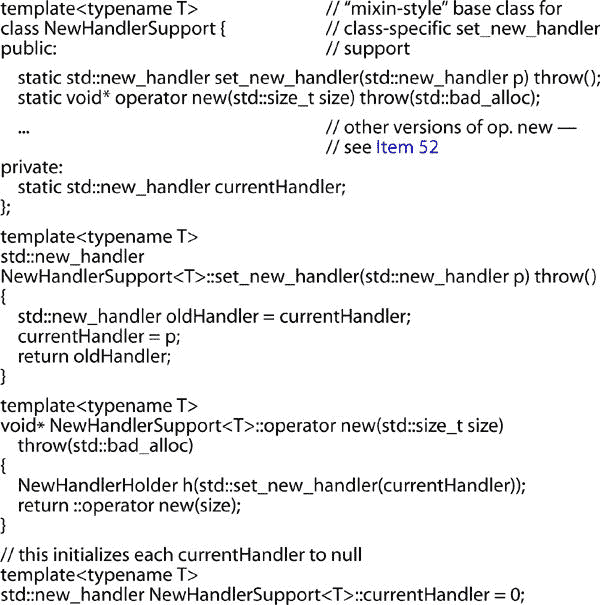 template<typename T> // “mixin-style” base class for
class NewHandlerSupport { // class-specific set_new_handler
public: // support
static std::new_handler set_new_handler(std::new_handler p) throw();
static void* operator new(std::size_t size) throw(std::bad_alloc);
... // other versions of op. new —
// see Item 52
private:
static std::new_handler currentHandler;
};
template<typename T>
std::new_handler
NewHandlerSupport<T>::set_new_handler(std::new_handler p) throw()
{
std::new_handler oldHandler = currentHandler;
currentHandler = p;
return oldHandler;
}
template<typename T>
void* NewHandlerSupport<T>::operator new(std::size_t size)
throw(std::bad_alloc)
{
NewHandlerHolder h(std::set_new_handler(currentHandler));
return ::operator new(size);
}
// this initializes each currentHandler to null
template<typename T>
std::new_handler NewHandlerSupport<T>::currentHandler = 0;